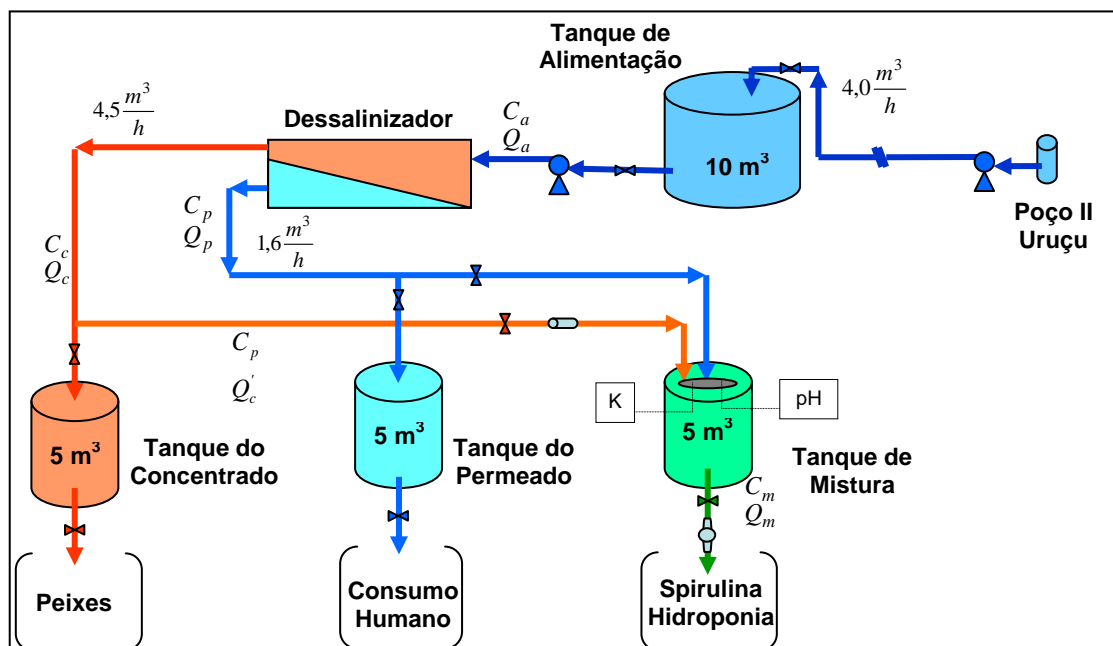 Tanque de
Alimentação
4,0 m³/h
10 m³
Poço II
Uruçu
C_a
Q_a
Dessalinizador
4,5 m³/h
C_p
Q_p
1,6 m³/h
C_c
Q_c
C_p
Q'_c
5 m³
Tanque do
Concentrado
5 m³
Tanque do
Permeado
K
pH
5 m³
Tanque de
Mistura
C_m
Q_m
Peixes
Consumo
Humano
Spirulina
Hidroponia